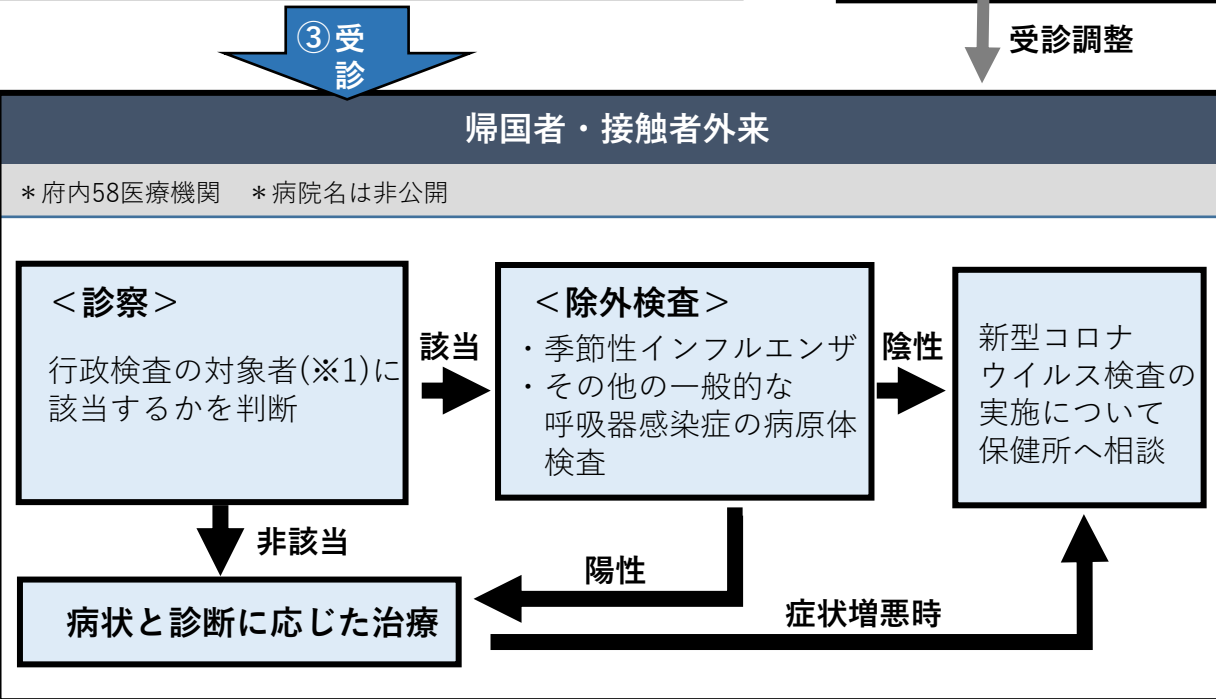 ③受
診
受診調整
帰国者・接触者外来
＊府内58医療機関　＊病院名は非公開
＜診察＞
行政検査の対象者(※1)に
該当するかを判断
該当
＜除外検査＞
・季節性インフルエンザ
・その他の一般的な
呼吸器感染症の病原体
検査
陰性
新型コロナ
ウイルス検査の
実施について
保健所へ相談
非該当
陽性
病状と診断に応じた治療
症状増悪時